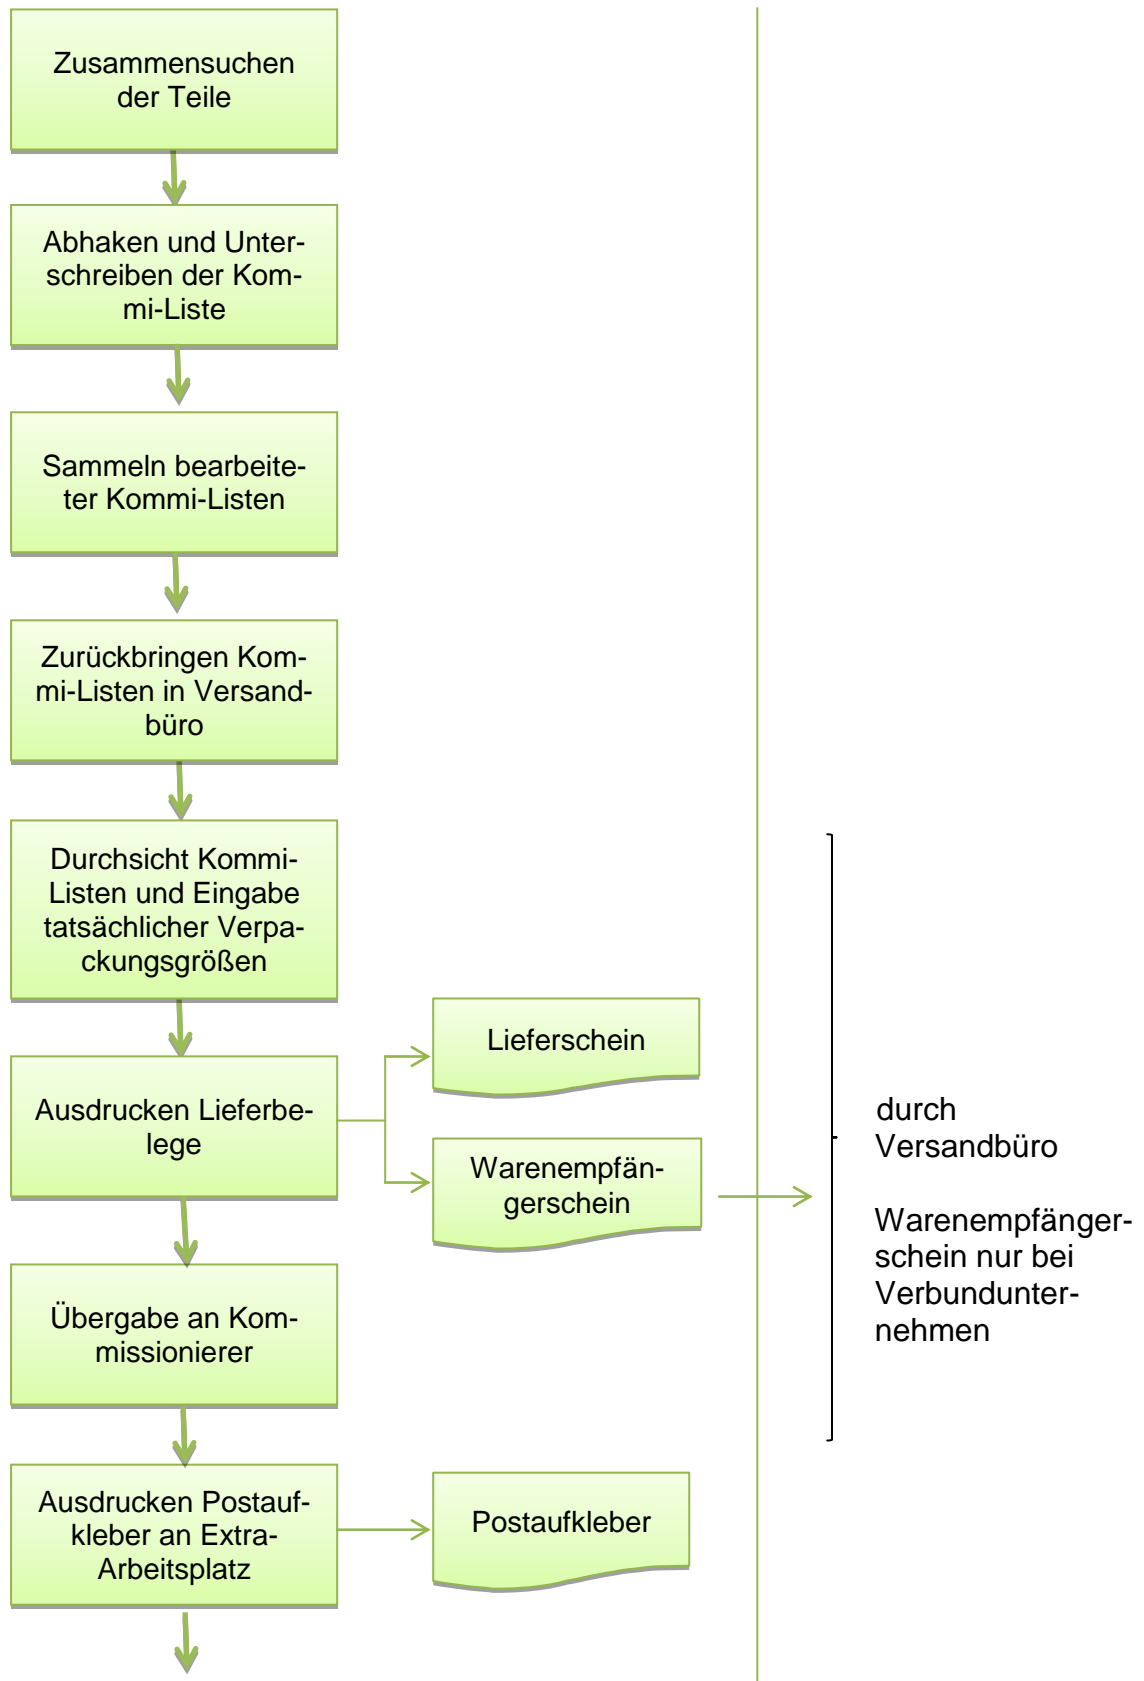 Zusammensuchen
der Teile
Abhaken und Unter-
schreiben der Kom-
mi-Liste
Sammeln bearbeite-
ter Kommi-Listen
Zurückbringen Kom-
mi-Listen in Versand-
büro
Durchsicht Kommi-
Listen und Eingabe
tatsächlicher Verpa-
ckungsgrößen
Ausdrucken Lieferbe-
lege
Lieferschein
Warenempfän-
gerschein
durch
Versandbüro
Warenempfänger-
schein nur bei
Verbundunter-
nehmen
Übergabe an Kom-
missionierer
Ausdrucken Postauf-
kleber an Extra-
Arbeitsplatz
Postaufkleber